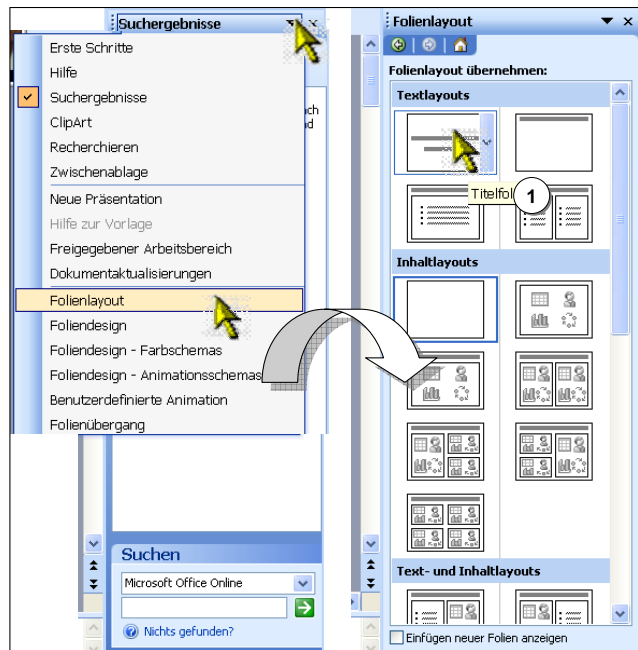 Suchergebnisse
Erste Schritte
Hilfe
Suchergebnisse
ClipArt
Recherchieren
Zwischenablage
Neue Präsentation
Hilfe zur Vorlage
Freigegebener Arbeitsbereich
Dokumentaktualisierungen
Folienlayout
Foliendesign
Foliendesign - Farbschemas
Foliendesign - Animationsschemas
Benutzerdefinierte Animation
Folienübergang
ch
d
Suchen
Microsoft Office Online
Nichts gefunden?
Folienlayout
Folienlayout übernehmen:
Textlayouts
Titelfol
1
Inhaltlayouts
Text- und Inhaltlayouts
Einfügen neuer Folien anzeigen